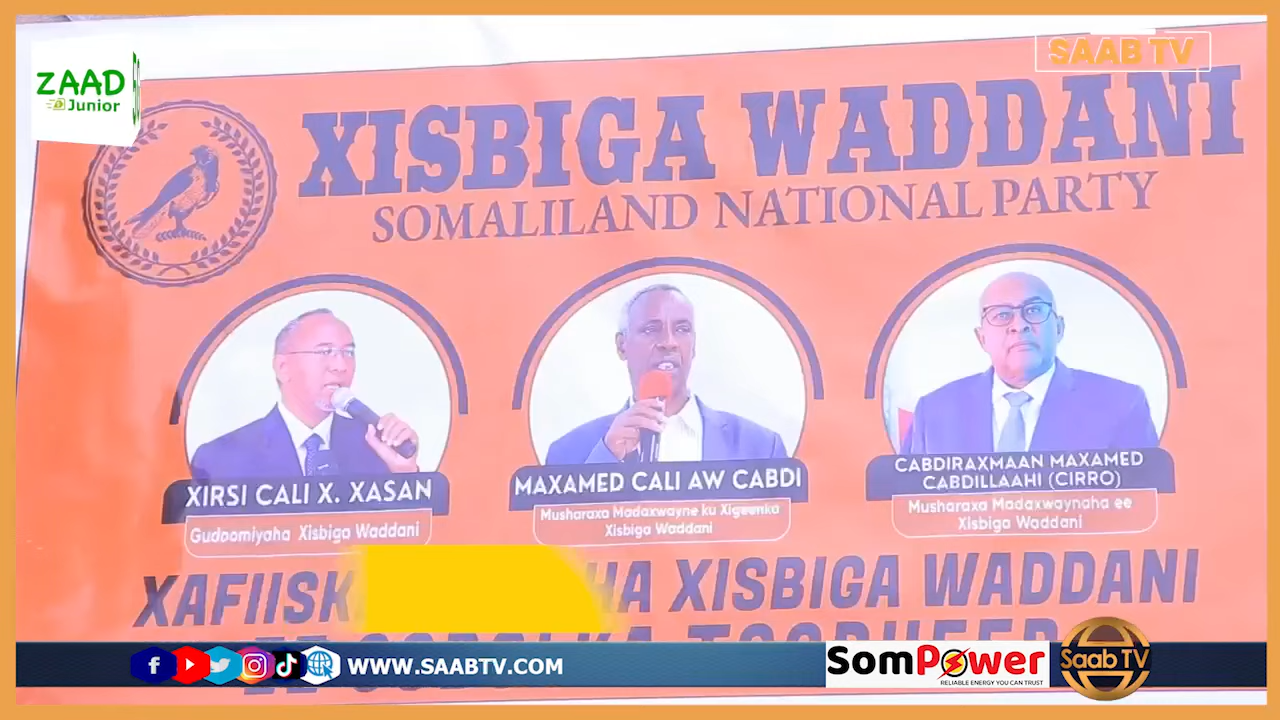 SAAB TV
ZAAD
Junior
XISBIGA WADDANI
SOMALILAND NATIONAL PARTY
XIRSI CALI X. XASAN
Gudoomiyaha Xisbiga Waddani
MAXAMED CALI AW CABDI
Musharaxa Madaxwayne ku Xigeenka
Xisbiga Waddani
CABDIRAXMAAN MAXAMED
CABDILLAAHI (CIRRO)
Musharaxa Madaxwaynaha ee
Xisbiga Waddani
XISBIGA WADDANI
WWW.SAABTV.COM
SomPower
RELIABLE ENERGY YOU CAN TRUST
Saab TV